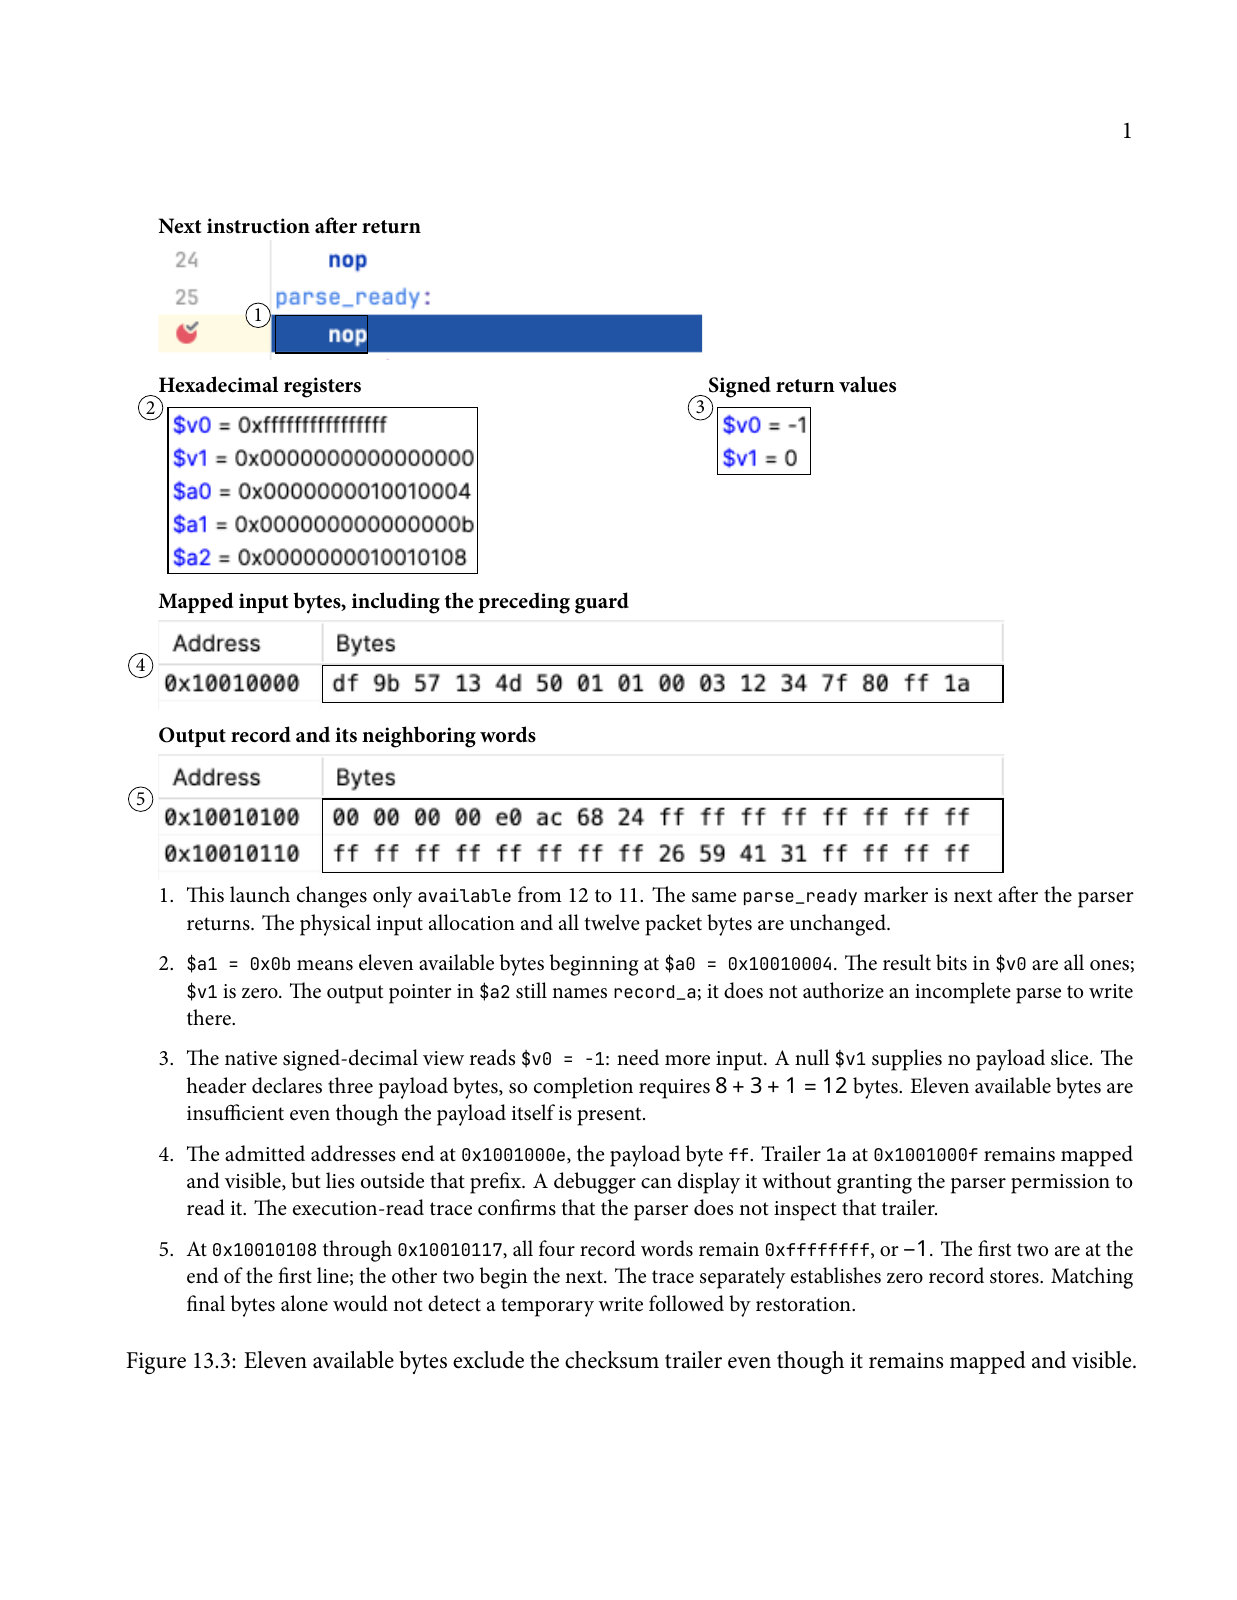 1
Next instruction after return
24 nop
25 parse_ready:
1
nop
Hexadecimal registers
Signed return values
2
$v0 = 0xffffffffffffffff
$v1 = 0x0000000000000000
$a0 = 0x0000000010010004
$a1 = 0x000000000000000b
$a2 = 0x0000000010010108
3
$v0 = -1
$v1 = 0
Mapped input bytes, including the preceding guard
Address Bytes
4
0x10010000 df 9b 57 13 4d 50 01 01 00 03 12 34 7f 80 ff 1a
Output record and its neighboring words
Address Bytes
5
0x10010100 00 00 00 00 e0 ac 68 24 ff ff ff ff ff ff ff ff
0x10010110 ff ff ff ff ff ff ff ff 26 59 41 31 ff ff ff ff
1. This launch changes only available from 12 to 11. The same parse_ready marker is next after the parser
returns. The physical input allocation and all twelve packet bytes are unchanged.
2. $a1 = 0x0b means eleven available bytes beginning at $a0 = 0x10010004. The result bits in $v0 are all ones;
$v1 is zero. The output pointer in $a2 still names record_a; it does not authorize an incomplete parse to write
there.
3. The native signed-decimal view reads $v0 = -1: need more input. A null $v1 supplies no payload slice. The
header declares three payload bytes, so completion requires 8 + 3 + 1 = 12 bytes. Eleven available bytes are
insufficient even though the payload itself is present.
4. The admitted addresses end at 0x1001000e, the payload byte ff. Trailer 1a at 0x1001000f remains mapped
and visible, but lies outside that prefix. A debugger can display it without granting the parser permission to
read it. The execution-read trace confirms that the parser does not inspect that trailer.
5. At 0x10010108 through 0x10010117, all four record words remain 0xffffffff, or −1. The first two are at the
end of the first line; the other two begin the next. The trace separately establishes zero record stores. Matching
final bytes alone would not detect a temporary write followed by restoration.
Figure 13.3: Eleven available bytes exclude the checksum trailer even though it remains mapped and visible.